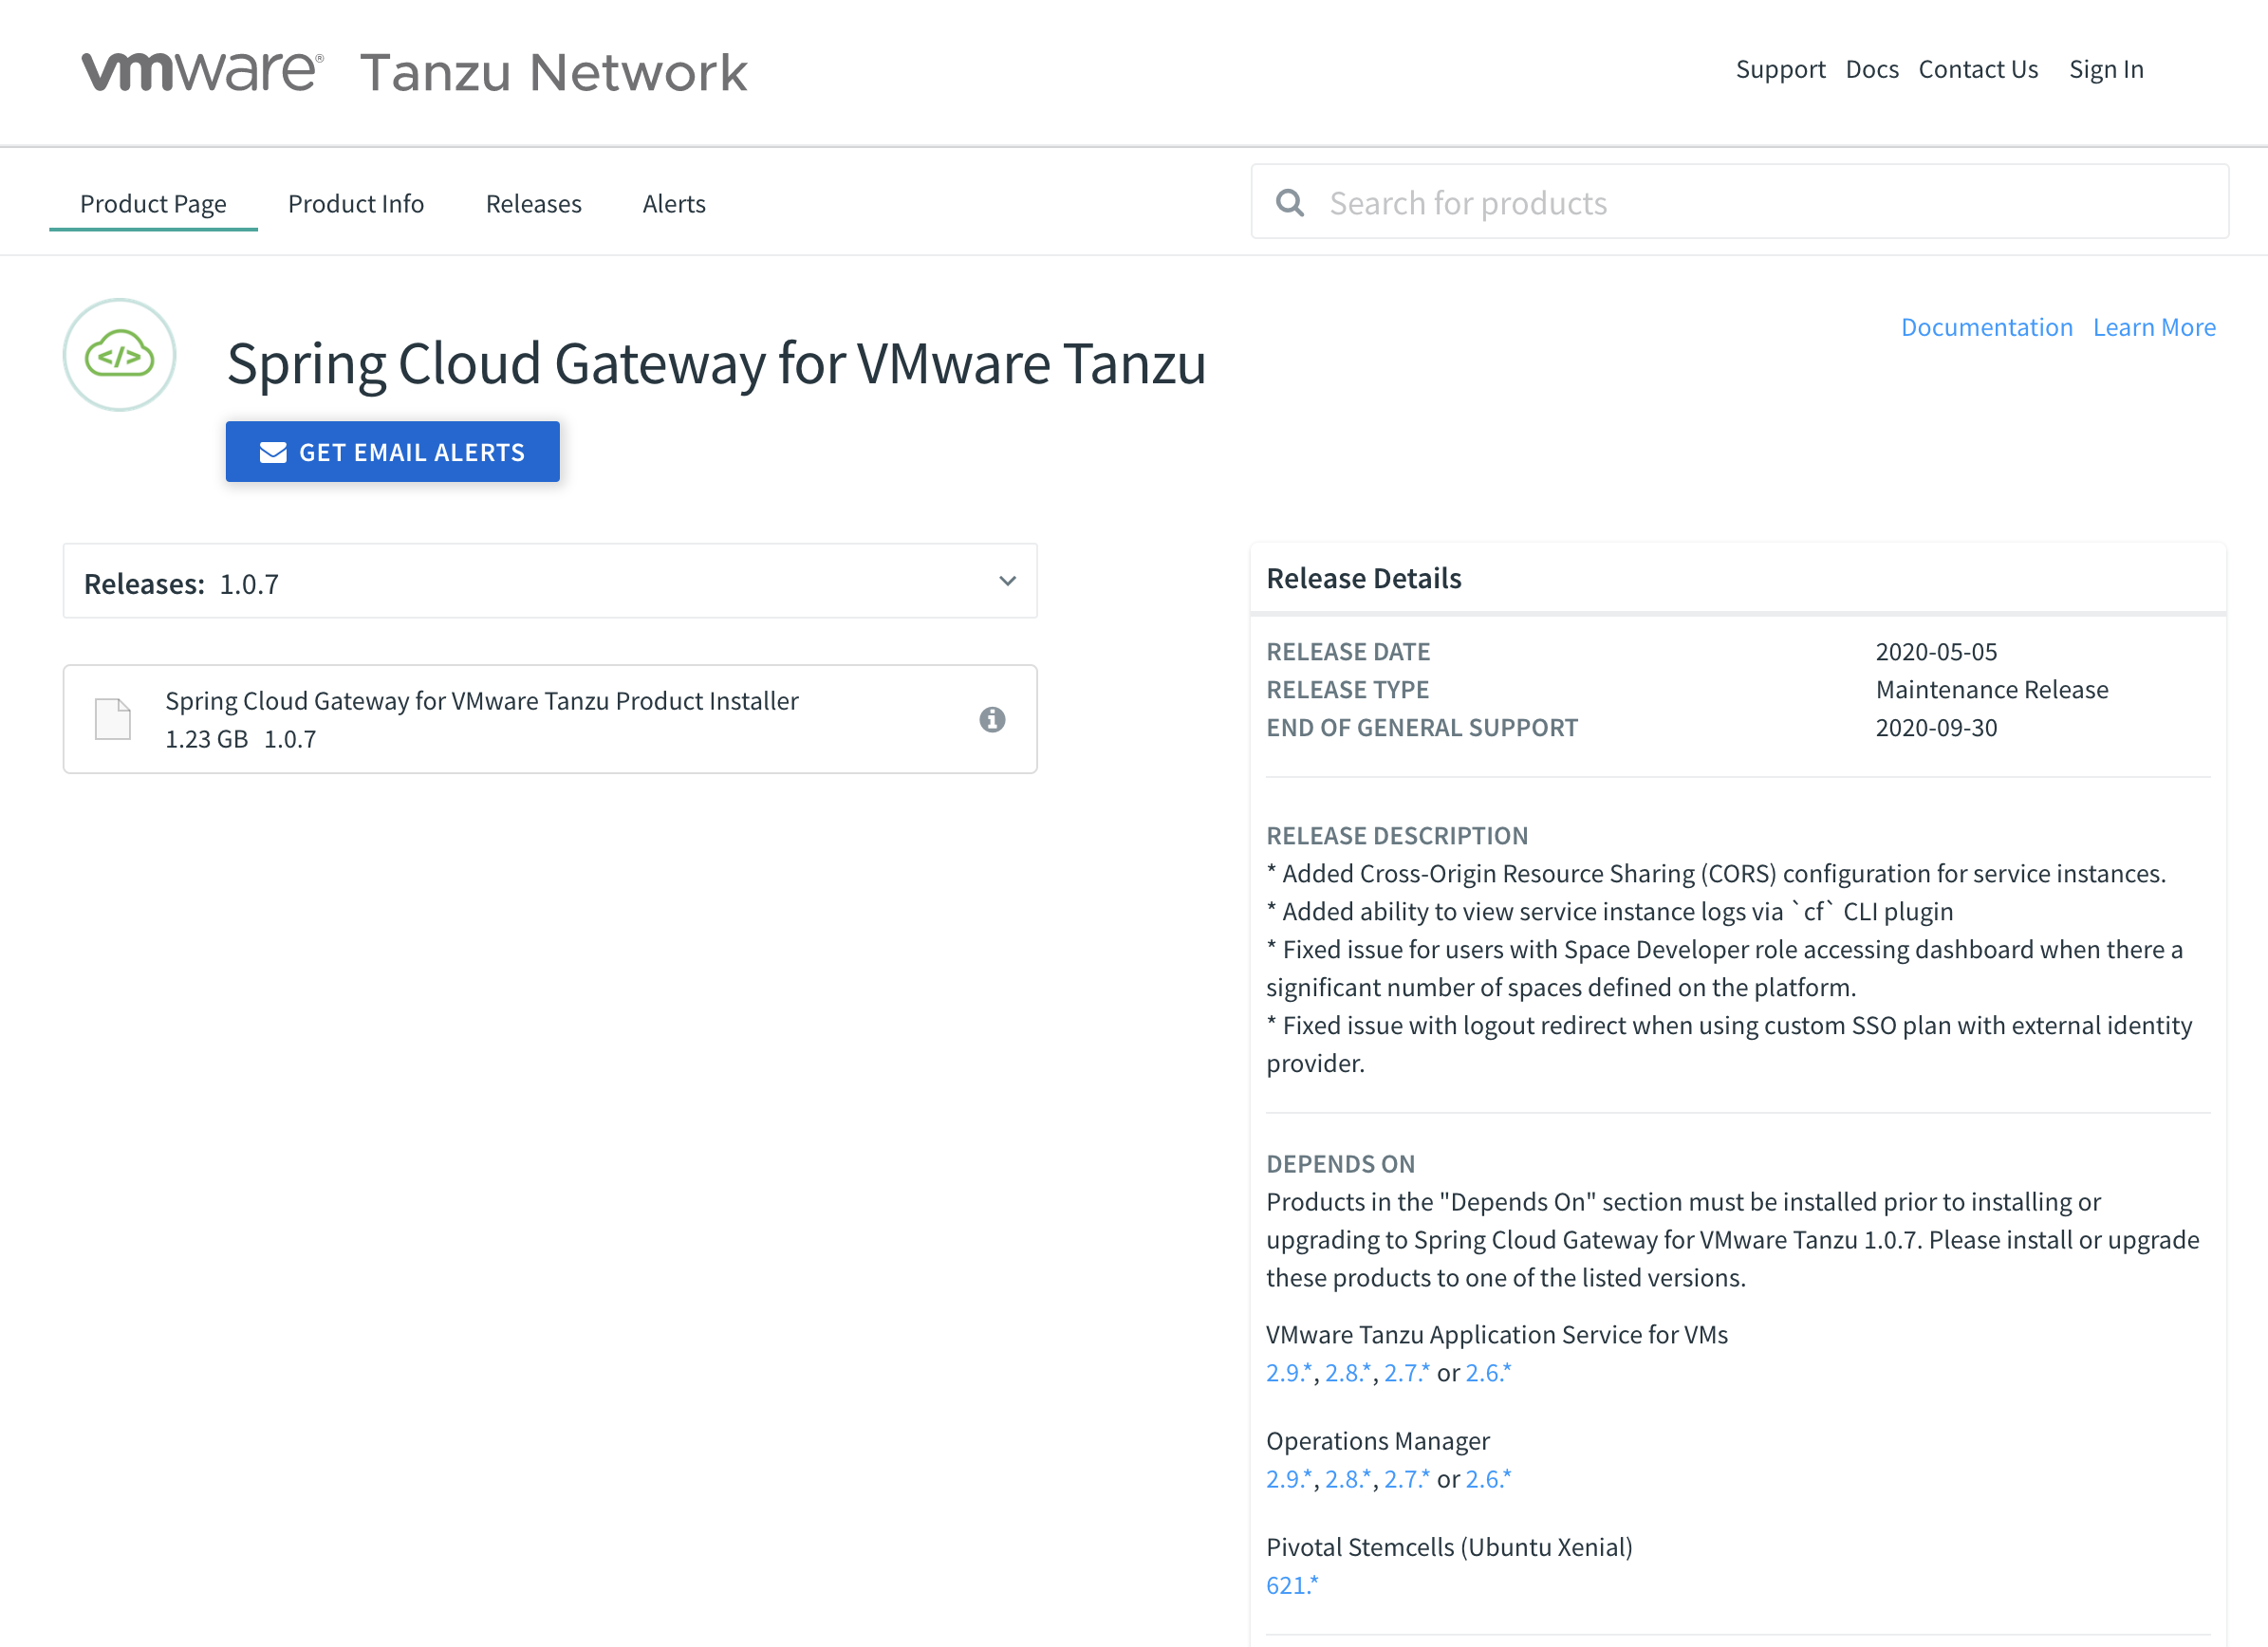 vmware® Tanzu Network
Support Docs Contact Us Sign In
Product Page Product Info Releases Alerts
Search for products
Spring Cloud Gateway for VMware Tanzu
Documentation Learn More
GET EMAIL ALERTS
Releases: 1.0.7
Spring Cloud Gateway for VMware Tanzu Product Installer
1.23 GB 1.0.7
Release Details
RELEASE DATE 2020-05-05
RELEASE TYPE Maintenance Release
END OF GENERAL SUPPORT 2020-09-30
RELEASE DESCRIPTION
* Added Cross-Origin Resource Sharing (CORS) configuration for service instances.
* Added ability to view service instance logs via `cf` CLI plugin
* Fixed issue for users with Space Developer role accessing dashboard when there a
significant number of spaces defined on the platform.
* Fixed issue with logout redirect when using custom SSO plan with external identity
provider.
DEPENDS ON
Products in the "Depends On" section must be installed prior to installing or
upgrading to Spring Cloud Gateway for VMware Tanzu 1.0.7. Please install or upgrade
these products to one of the listed versions.
VMware Tanzu Application Service for VMs
2.9.*, 2.8.*, 2.7.* or 2.6.*
Operations Manager
2.9.*, 2.8.*, 2.7.* or 2.6.*
Pivotal Stemcells (Ubuntu Xenial)
621.*